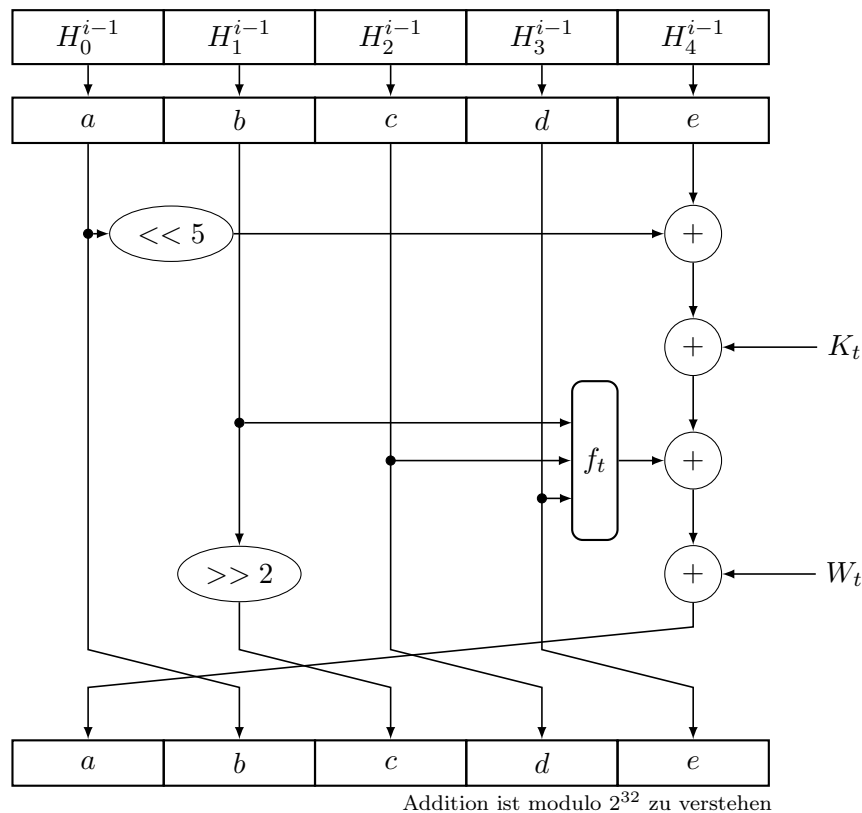 H_0^{i-1} H_1^{i-1} H_2^{i-1} H_3^{i-1} H_4^{i-1}
a b c d e
<< 5 +
+ K_t
f_t +
>> 2 + W_t
a b c d e
Addition ist modulo 2^{32} zu verstehen